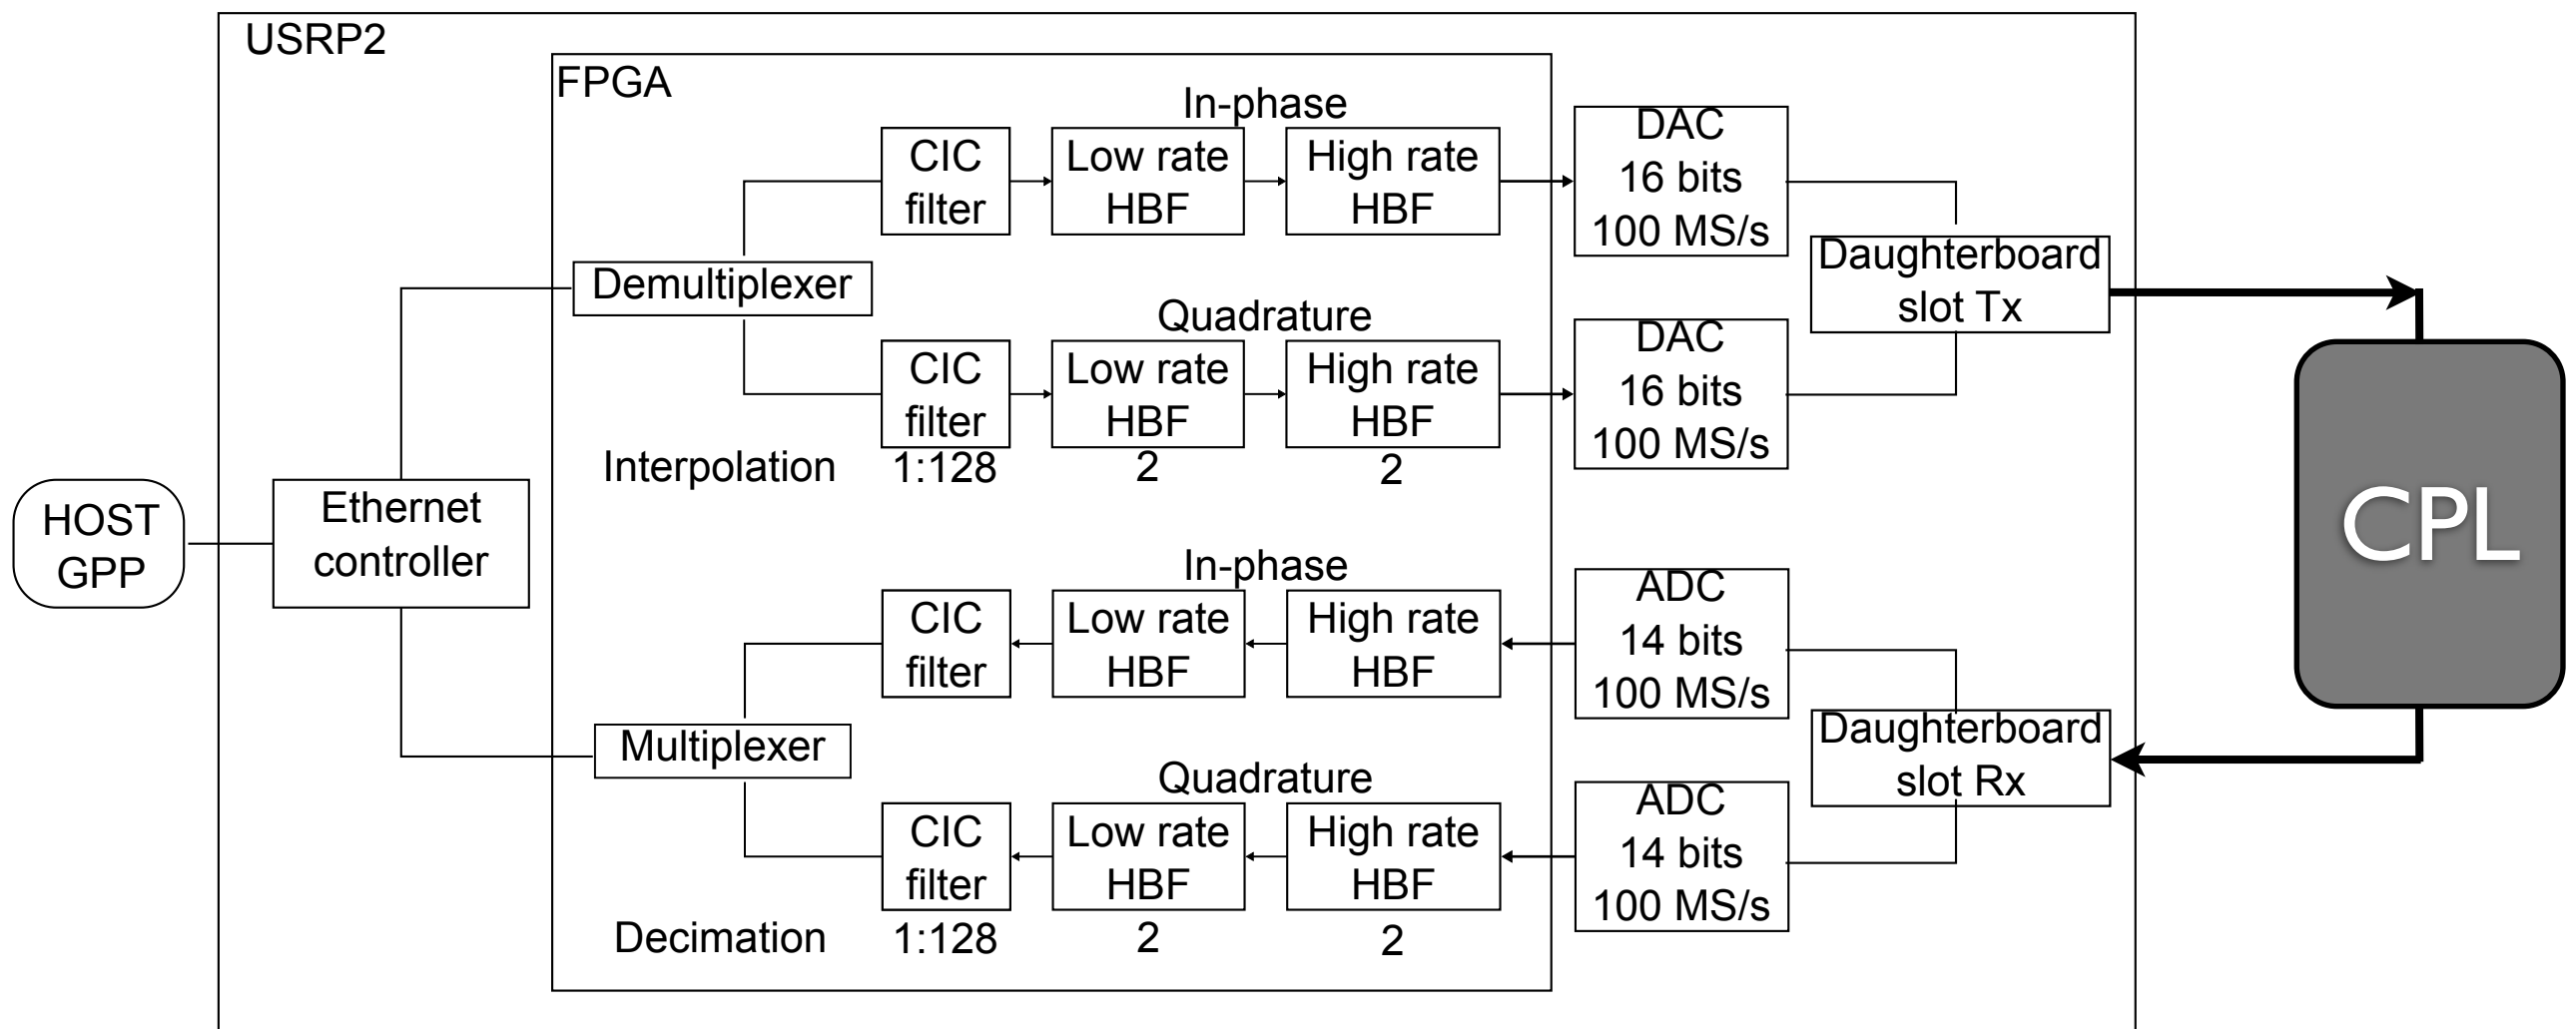 USRP2
FPGA
In-phase
CIC
filter
Low rate
HBF
High rate
HBF
DAC
16 bits
100 MS/s
Demultiplexer
Daughterboard
slot Tx
Quadrature
CIC
filter
Low rate
HBF
High rate
HBF
DAC
16 bits
100 MS/s
Interpolation
1:128
2
2
HOST
GPP
Ethernet
controller
CPL
In-phase
CIC
filter
Low rate
HBF
High rate
HBF
ADC
14 bits
100 MS/s
Multiplexer
Daughterboard
slot Rx
Quadrature
CIC
filter
Low rate
HBF
High rate
HBF
ADC
14 bits
100 MS/s
Decimation
1:128
2
2